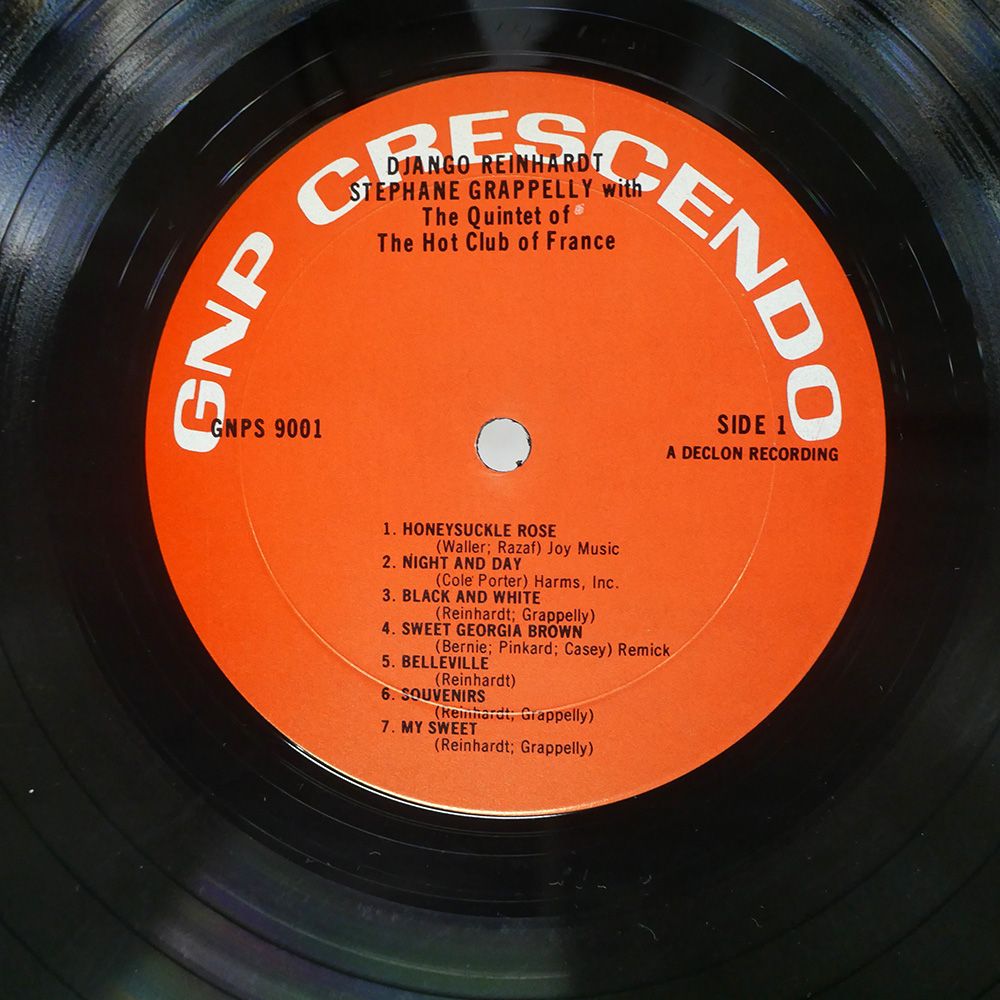 GNP CRESCENDO
DJANGO REINHARDT
STEPHANE GRAPPELLY with
The Quintet of
The Hot Club of France
GNPS 9001
SIDE 1
A DECLON RECORDING
1. HONEYSUCKLE ROSE
(Waller; Razaf) Joy Music
2. NIGHT AND DAY
(Cole Porter) Harms, Inc.
3. BLACK AND WHITE
(Reinhardt; Grappelly)
4. SWEET GEORGIA BROWN
(Bernie; Pinkard; Casey) Remick
5. BELLEVILLE
(Reinhardt)
6. SOUVENIRS
(Reinhardt; Grappelly)
7. MY SWEET
(Reinhardt; Grappelly)